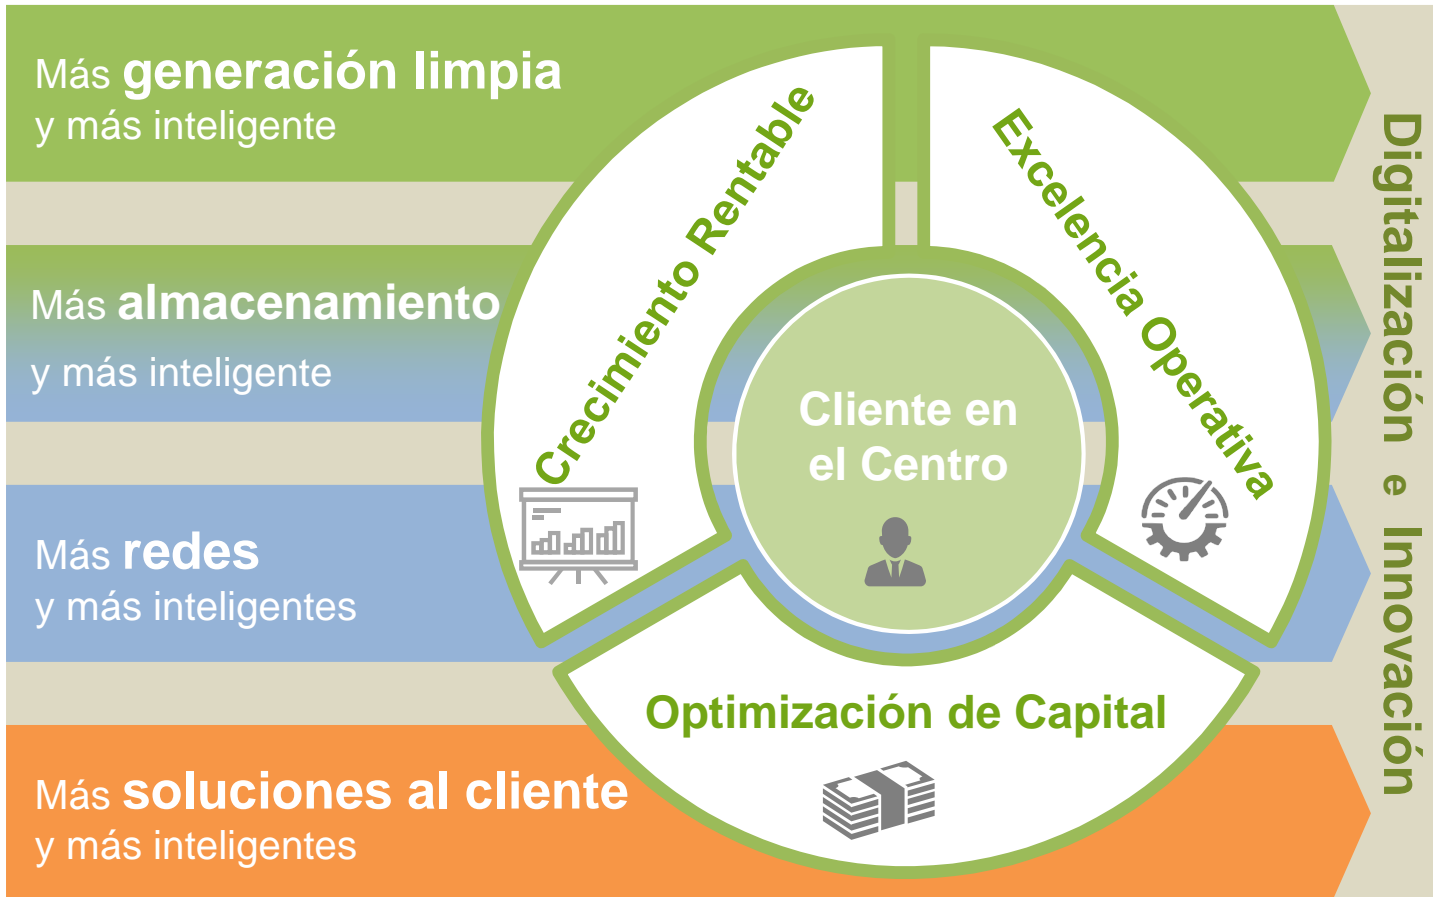 Más generación limpia
y más inteligente
Más almacenamiento
y más inteligente
Más redes
y más inteligentes
Más soluciones al cliente
y más inteligentes
Crecimiento Rentable
Excelencia Operativa
Cliente en
el Centro
Optimización de Capital
Digitalización e Innovación